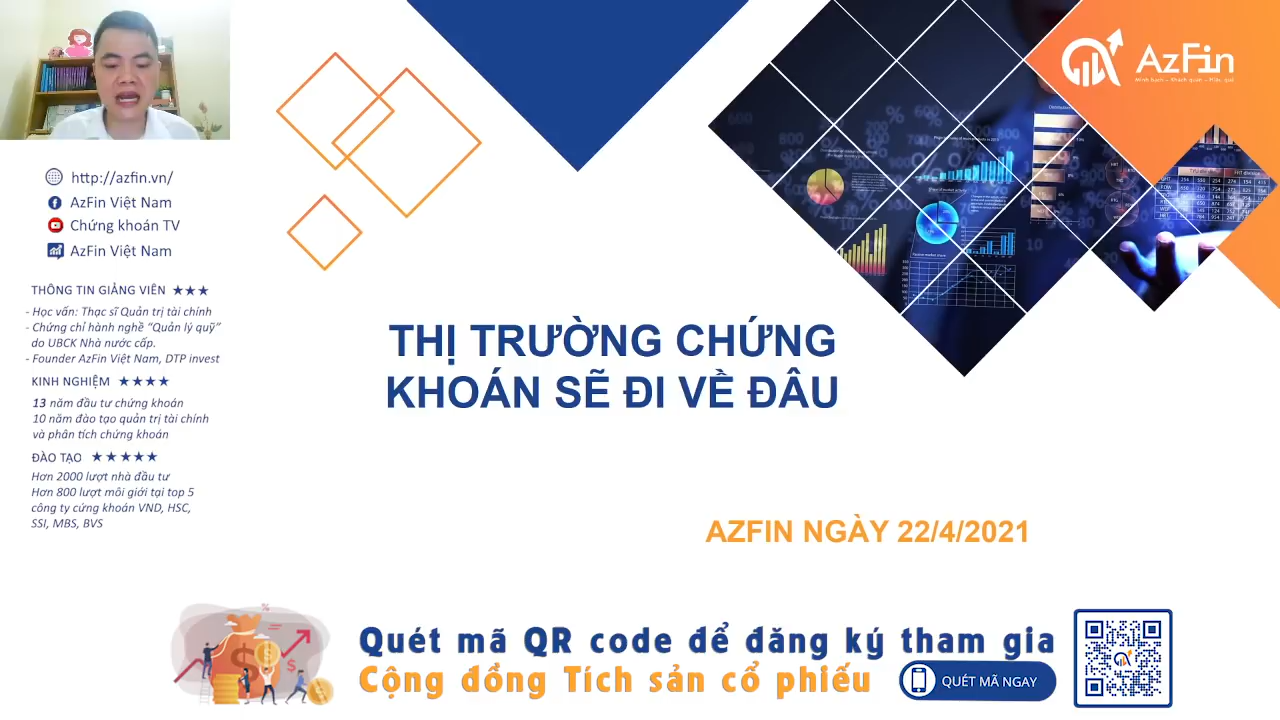 AzFin
Minh bạch – Khách quan – Hiệu quả
http://azfin.vn/
AzFin Việt Nam
Chứng khoán TV
AzFin Việt Nam
THÔNG TIN GIẢNG VIÊN ★★★
- Học vấn: Thạc sĩ Quản trị tài chính
- Chứng chỉ hành nghề “Quản lý quỹ”
do UBCK Nhà nước cấp.
- Founder AzFin Việt Nam, DTP invest
KINH NGHIỆM ★★★★
13 năm đầu tư chứng khoán
10 năm đào tạo quản trị tài chính
và phân tích chứng khoán
ĐÀO TẠO ★★★★★
Hơn 2000 lượt nhà đầu tư
Hơn 800 lượt môi giới tại top 5
công ty cứng khoán VND, HSC,
SSI, MBS, BVS
THỊ TRƯỜNG CHỨNG
KHOÁN SẼ ĐI VỀ ĐÂU
AZFIN NGÀY 22/4/2021
Quét mã QR code để đăng ký tham gia
Cộng đồng Tích sản cổ phiếu
QUÉT MÃ NGAY